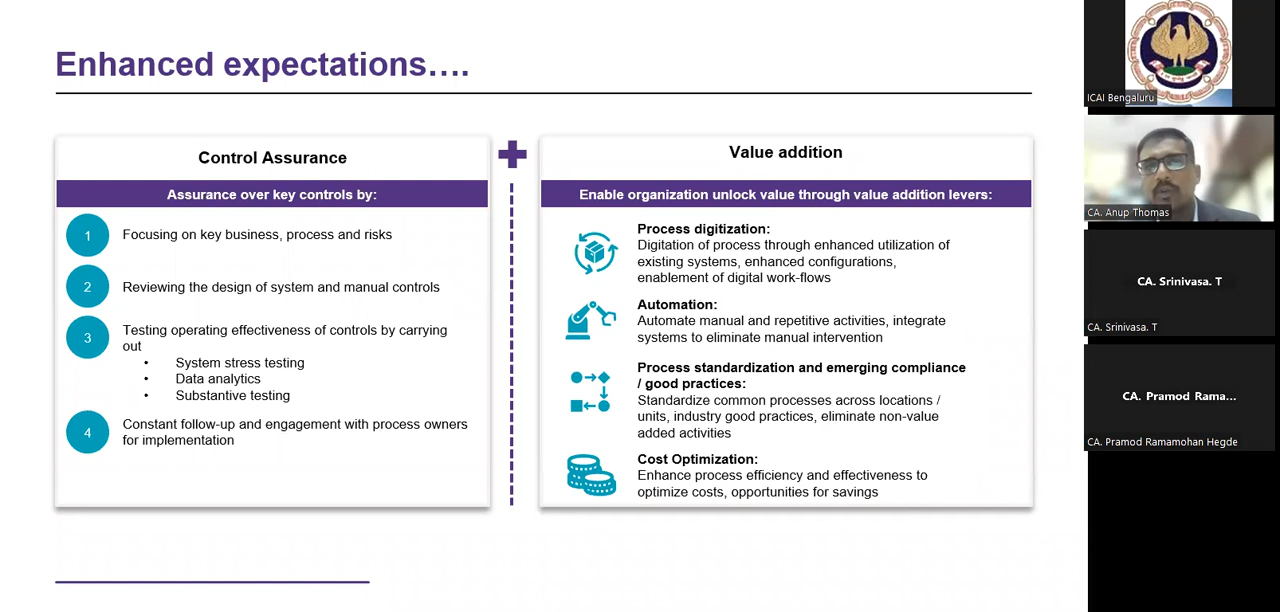 Enhanced expectations….
Control Assurance
Assurance over key controls by:
1
Focusing on key business, process and risks
2
Reviewing the design of system and manual controls
3
Testing operating effectiveness of controls by carrying
out
• System stress testing
• Data analytics
• Substantive testing
4
Constant follow-up and engagement with process owners
for implementation
Value addition
Enable organization unlock value through value addition levers:
Process digitization:
Digitation of process through enhanced utilization of
existing systems, enhanced configurations,
enablement of digital work-flows
Automation:
Automate manual and repetitive activities, integrate
systems to eliminate manual intervention
Process standardization and emerging compliance
/ good practices:
Standardize common processes across locations /
units, industry good practices, eliminate non-value
added activities
Cost Optimization:
Enhance process efficiency and effectiveness to
optimize costs, opportunities for savings
ICAI Bengaluru
CA. Anup Thomas
CA. Srinivasa. T
CA. Srinivasa. T
CA. Pramod Rama...
CA. Pramod Ramamohan Hegde